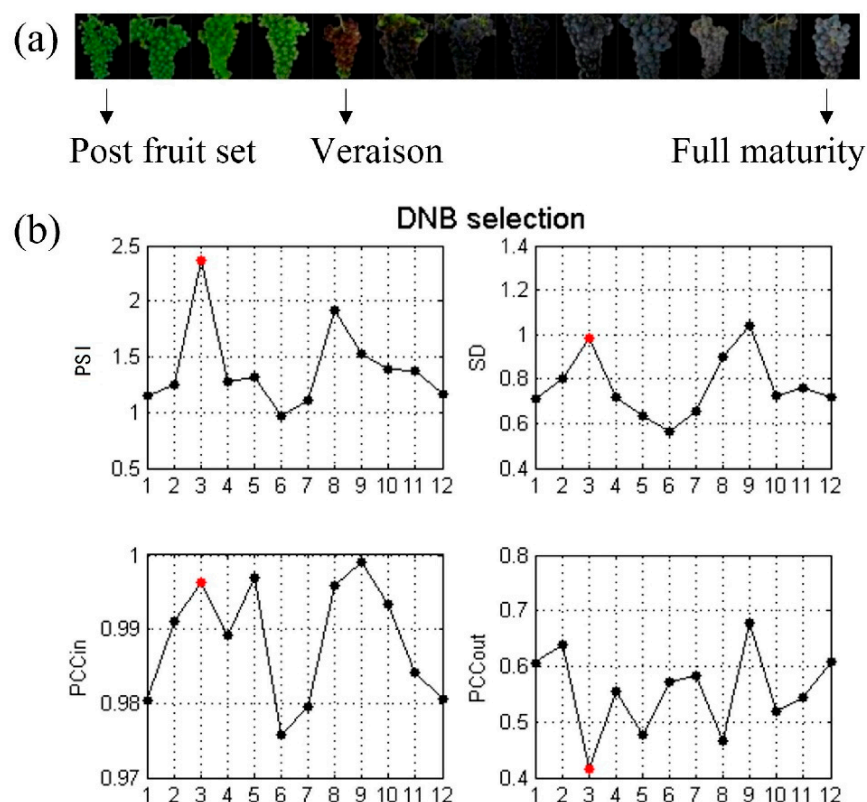 (a)
Post fruit set Veraison Full maturity
(b)
DNB selection
PSI
2.5
2
1.5
1
0.5
1 2 3 4 5 6 7 8 9 10 11 12
SD
1.4
1.2
1
0.8
0.6
0.4
1 2 3 4 5 6 7 8 9 10 11 12
PCCin
1
0.99
0.98
0.97
1 2 3 4 5 6 7 8 9 10 11 12
PCCout
0.8
0.7
0.6
0.5
0.4
1 2 3 4 5 6 7 8 9 10 11 12